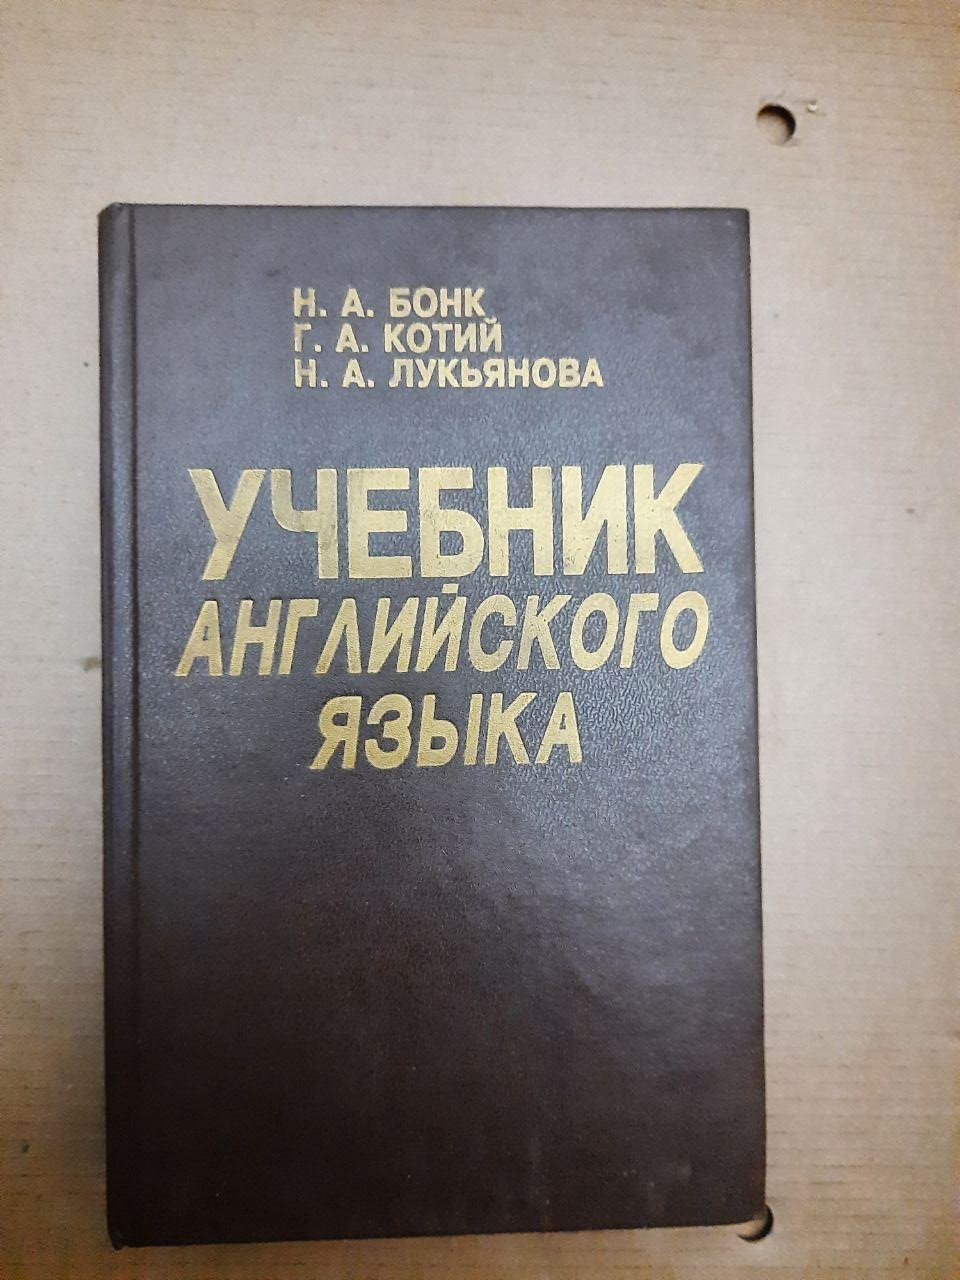 Н. А. БОНК
Г. А. КОТИЙ
Н. А. ЛУКЬЯНОВА
УЧЕБНИК
АНГЛИЙСКОГО
ЯЗЫКА